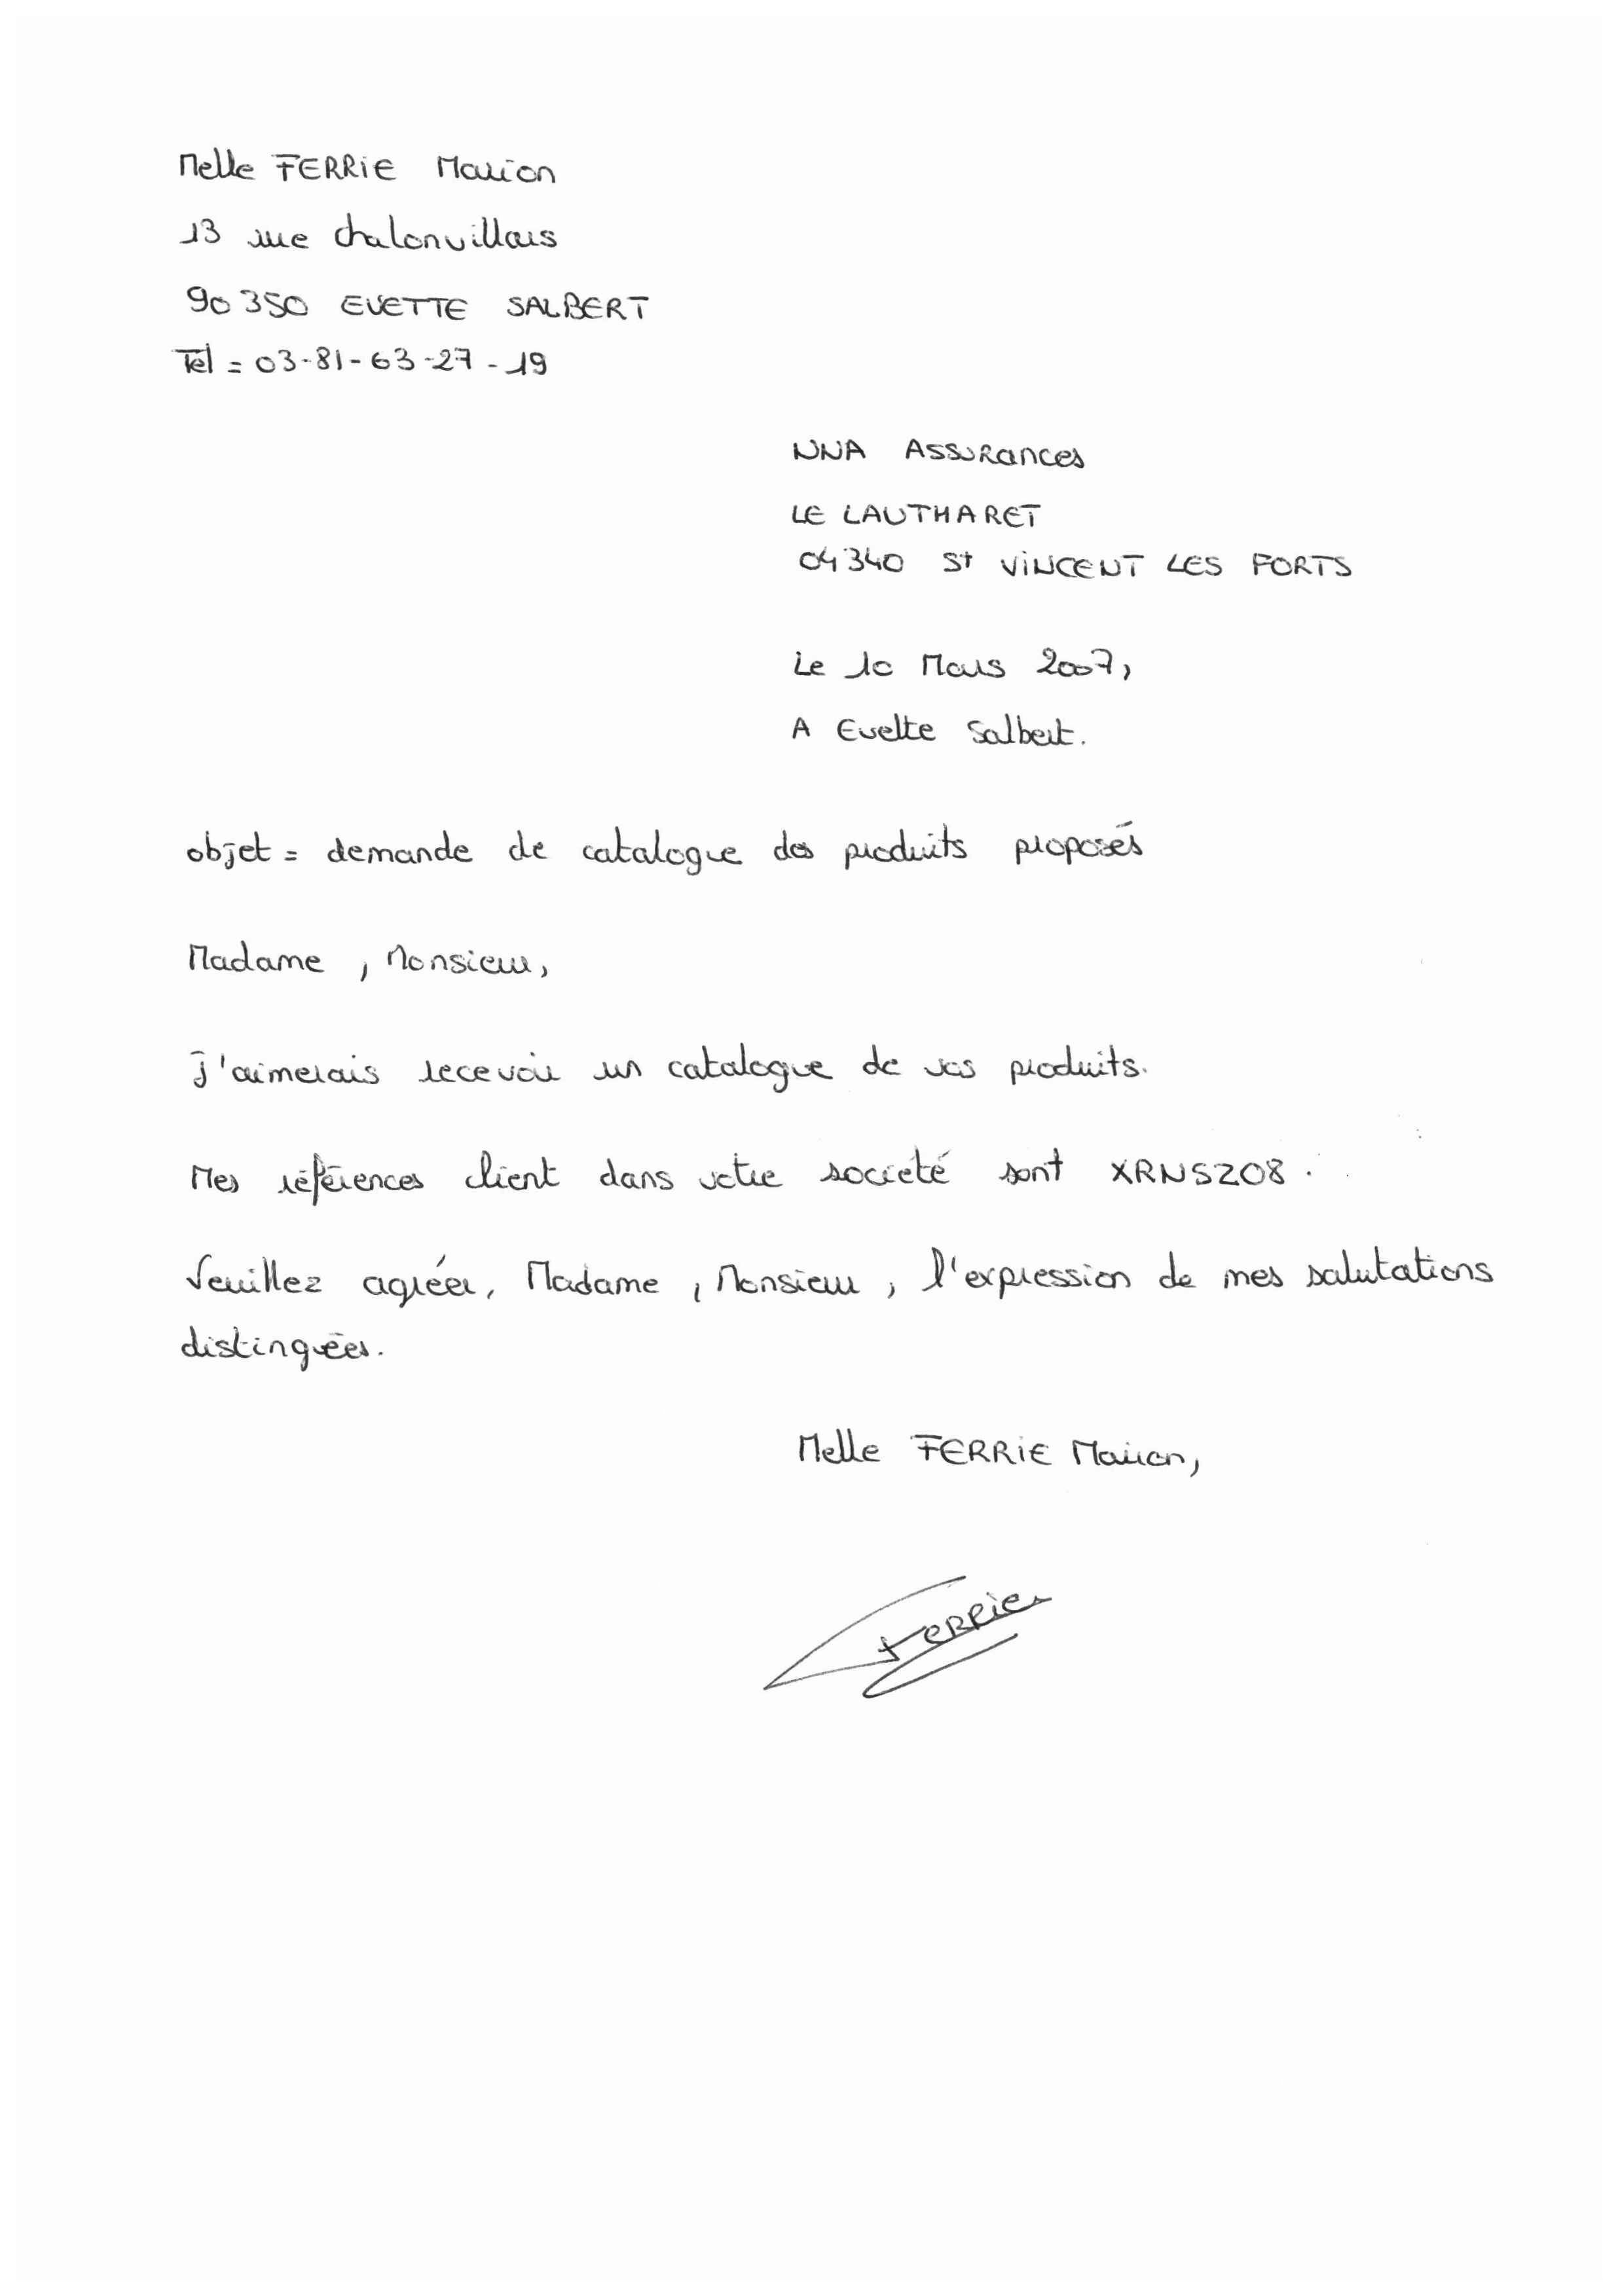 Melle FERRIE Marion
13 rue chalonvillais
90 350 EVETTE SALBERT
Tel = 03-81-63-27-19
NNA Assurances
LE LAUTHARET
04340 St VINCENT LES FORTS
Le 10 Mars 2007,
A Evette Salbert.
objet = demande de catalogue des produits proposés
Madame, Monsieur,
J'aimerais recevoir un catalogue de vos produits.
Mes références client dans votre société sont XRNSZ08.
Veuillez agréer, Madame, Monsieur, l'expression de mes salutations
distinguées.
Melle FERRIE Marion,
Ferrie